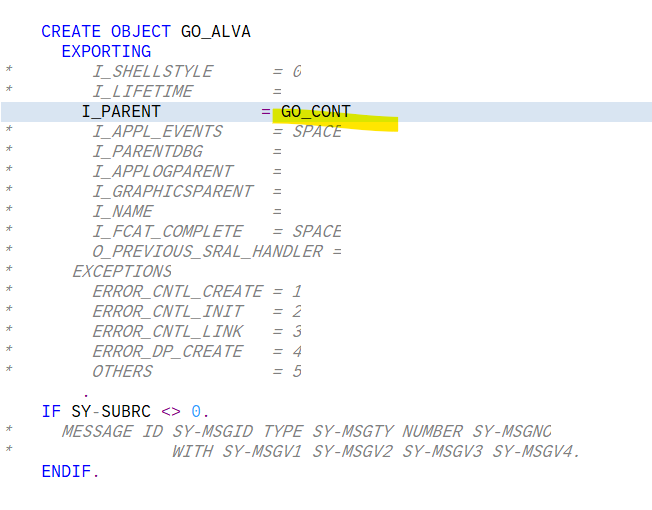 CREATE OBJECT GO_ALVA
EXPORTING
* I_SHELLSTYLE = 0
* I_LIFETIME =
I_PARENT = GO_CONT
* I_APPL_EVENTS = SPACE
* I_PARENTDBG =
* I_APPLOGPARENT =
* I_GRAPHICSPARENT =
* I_NAME =
* I_FCAT_COMPLETE = SPACE
* O_PREVIOUS_SRAL_HANDLER =
* EXCEPTIONS
* ERROR_CNTL_CREATE = 1
* ERROR_CNTL_INIT = 2
* ERROR_CNTL_LINK = 3
* ERROR_DP_CREATE = 4
* OTHERS = 5
.
IF SY-SUBRC <> 0.
* MESSAGE ID SY-MSGID TYPE SY-MSGTY NUMBER SY-MSGNO
* WITH SY-MSGV1 SY-MSGV2 SY-MSGV3 SY-MSGV4.
ENDIF.